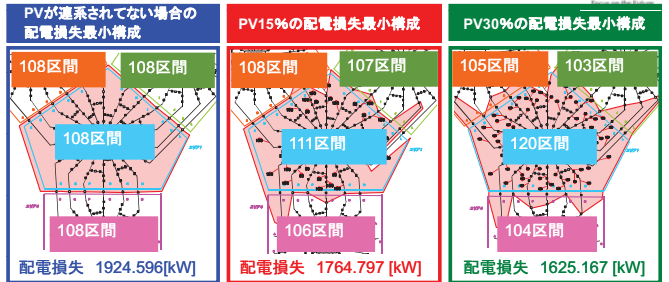 PVが連系されてない場合の
配電損失最小構成
108区間
108区間
108区間
108区間
配電損失 1924.596[kW]
PV15%の配電損失最小構成
108区間
107区間
111区間
106区間
配電損失 1764.797 [kW]
PV30%の配電損失最小構成
105区間
103区間
120区間
104区間
配電損失 1625.167 [kW]